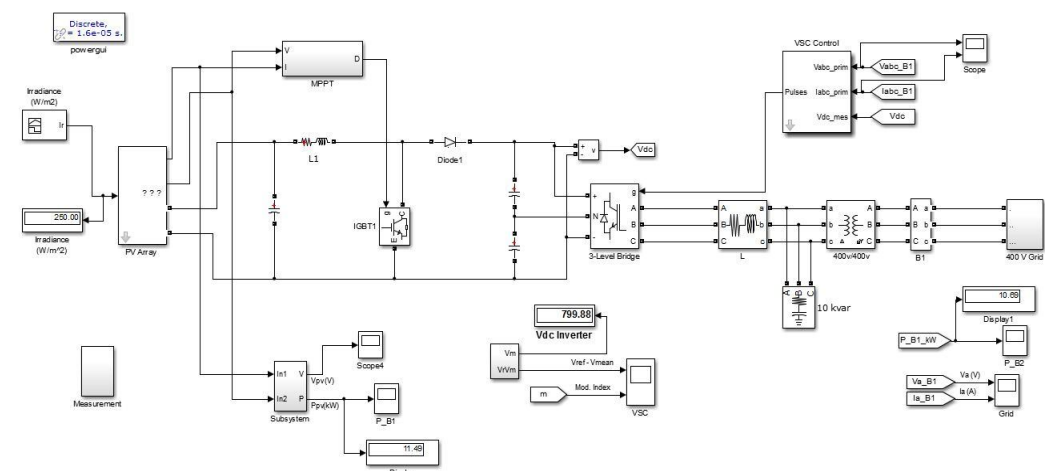 Discrete,
= 1.6e-05 s.
powergui
V
I
D
MPPT
VSC Control
Vabc_prim
Iabc_prim
Vdc_mes
Pulses
Vabc_B1
Iabc_B1
Vdc
Scope
Irradiance
(W/m2)
Ir
L1
Diode1
+
-
v
Vdc
? ? ?
PV Array
250.00
Irradiance
(W/m^2)
g
C
E
IGBT1
g
+
N
-
A
B
C
3-Level Bridge
A
B
C
a
b
c
L
a
b
c
A
B
C
Δ
400v/400v
A
B
C
a
b
c
B1
400 V Grid
A
B
C
10 kvar
799.88
Vdc Inverter
Vm
VrVm
Vref - Vmean
m
Mod. Index
VSC
10.69
Display1
P_B1_kW
P_B2
Va_B1
Va (V)
Ia_B1
Ia (A)
Grid
Measurement
In1
In2
V
P
Subsystem
Vpv(V)
Scope4
Ppv(kW)
P_B1
11.49